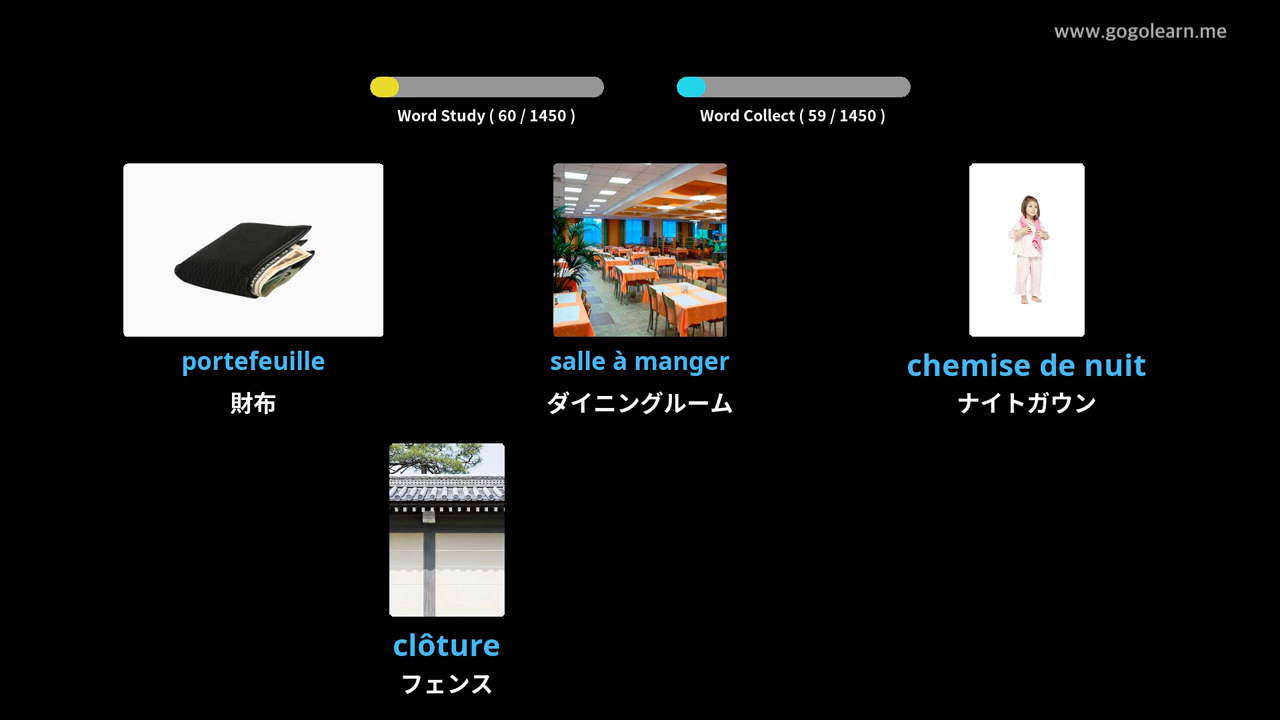 www.gogolearn.me
Word Study ( 60 / 1450 )
Word Collect ( 59 / 1450 )
portefeuille
財布
salle à manger
ダイニングルーム
chemise de nuit
ナイトガウン
clôture
フェンス